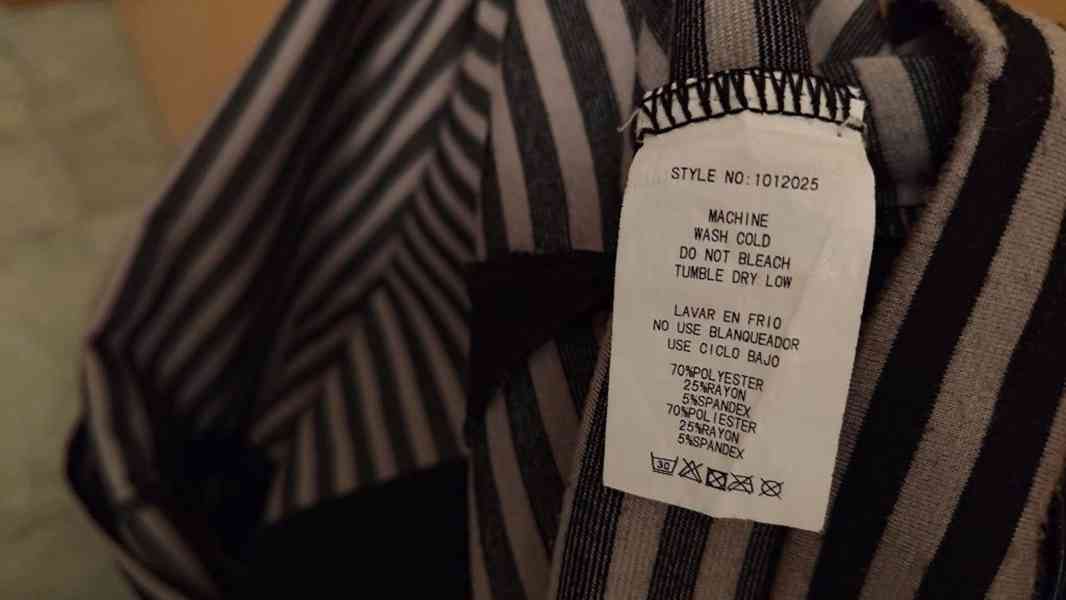 STYLE NO:1012025
MACHINE
WASH COLD
DO NOT BLEACH
TUMBLE DRY LOW
LAVAR EN FRIO
NO USE BLANQUEADOR
USE CICLO BAJO
70%POLYESTER
25%RAYON
5%SPANDEX
70%POLIESTER
25%RAYON
5%SPANDEX
30